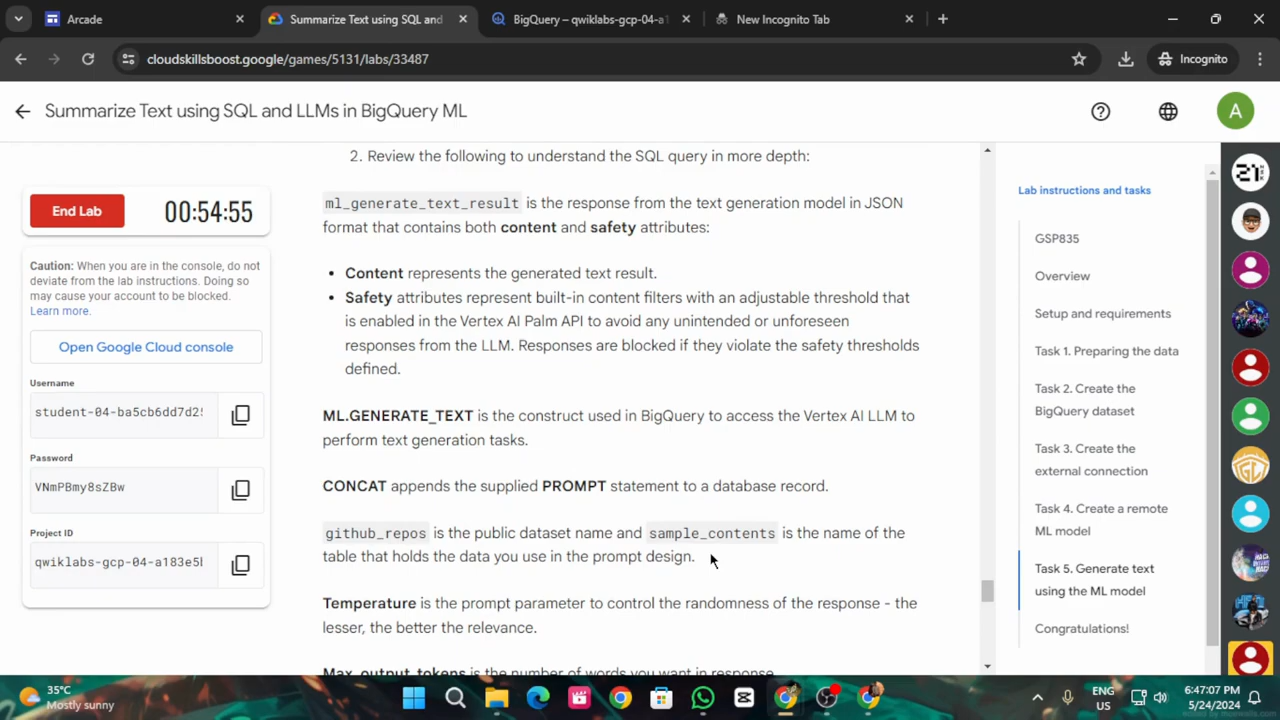 Arcade
Summarize Text using SQL and
BigQuery – qwiklabs-gcp-04-a1
New Incognito Tab
cloudskillsboost.google/games/5131/labs/33487
Incognito
Summarize Text using SQL and LLMs in BigQuery ML
A
End Lab
00:54:55
Caution: When you are in the console, do not
deviate from the lab instructions. Doing so
may cause your account to be blocked.
Learn more.
Open Google Cloud console
Username
student-04-ba5cb6dd7d25
Password
VNmPBmy8sZBw
Project ID
qwiklabs-gcp-04-a183e5
2. Review the following to understand the SQL query in more depth:
ml_generate_text_result is the response from the text generation model in JSON
format that contains both content and safety attributes:
• Content represents the generated text result.
• Safety attributes represent built-in content filters with an adjustable threshold that
is enabled in the Vertex AI Palm API to avoid any unintended or unforeseen
responses from the LLM. Responses are blocked if they violate the safety thresholds
defined.
ML.GENERATE_TEXT is the construct used in BigQuery to access the Vertex AI LLM to
perform text generation tasks.
CONCAT appends the supplied PROMPT statement to a database record.
github_repos is the public dataset name and sample_contents is the name of the
table that holds the data you use in the prompt design.
Temperature is the prompt parameter to control the randomness of the response - the
lesser, the better the relevance.
Max_output_tokens is the number of words you want in response
Lab instructions and tasks
GSP835
Overview
Setup and requirements
Task 1. Preparing the data
Task 2. Create the
BigQuery dataset
Task 3. Create the
external connection
Task 4. Create a remote
ML model
Task 5. Generate text
using the ML model
Congratulations!
35°C
Mostly sunny
ENG
US
6:47:07 PM
5/24/2024